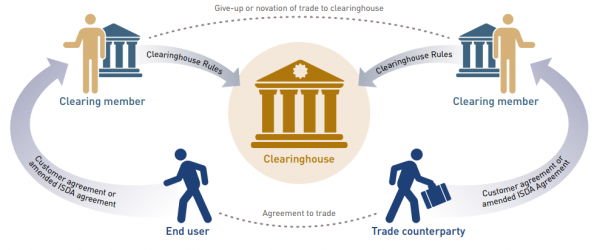 Give-up or novation of trade to clearinghouse
Clearinghouse Rules
Clearinghouse Rules
Clearing member
Clearing member
Clearinghouse
Customer agreement or
amended ISDA agreement
Customer agreement or
amended ISDA Agreement
End user
Agreement to trade
Trade counterparty